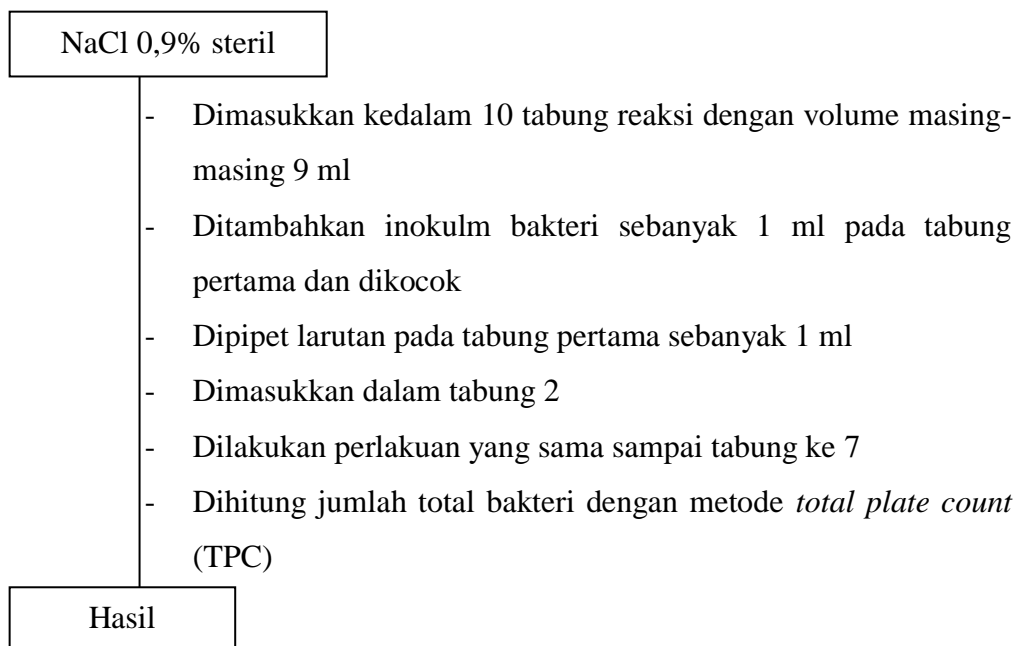 NaCl 0,9% steril
- Dimasukkan kedalam 10 tabung reaksi dengan volume masing-
masing 9 ml
- Ditambahkan inokulm bakteri sebanyak 1 ml pada tabung
pertama dan dikocok
- Dipipet larutan pada tabung pertama sebanyak 1 ml
- Dimasukkan dalam tabung 2
- Dilakukan perlakuan yang sama sampai tabung ke 7
- Dihitung jumlah total bakteri dengan metode total plate count
(TPC)
Hasil